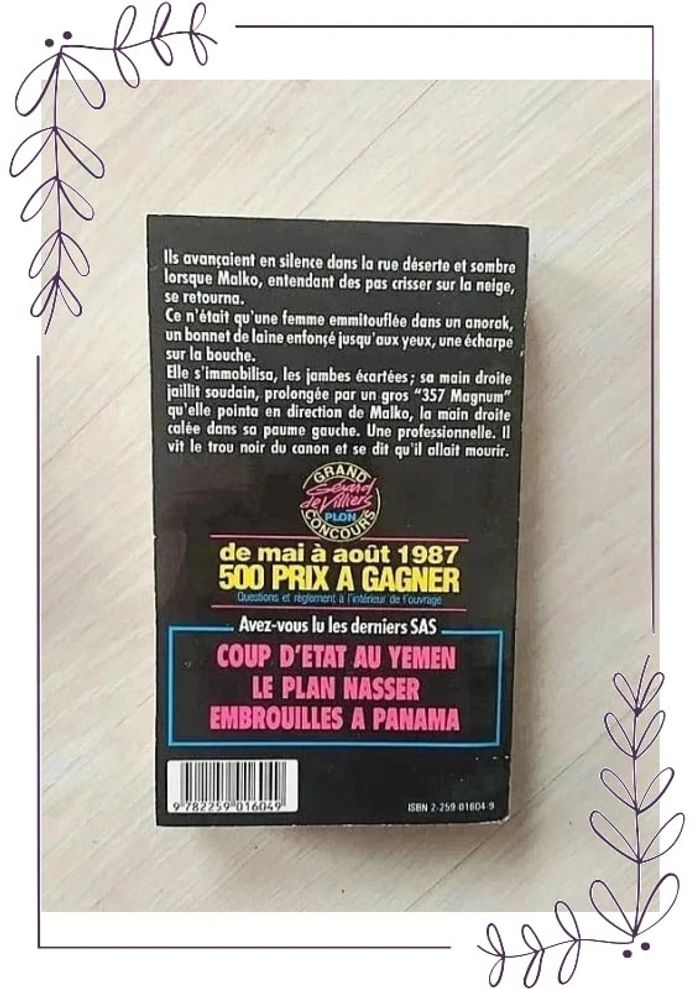 Ils avançaient en silence dans la rue déserte et sombre
lorsque Malko, entendant des pas crisser sur la neige,
se retourna.
Ce n'était qu'une femme emmitouflée dans un anorak,
un bonnet de laine enfonçé jusqu'aux yeux, une écharpe
sur la bouche.
Elle s'immobilisa, les jambes écartées; sa main droite
jaillit soudain, prolongée par un gros "357 Magnum"
qu'elle pointa en direction de Malko, la main droite
calée dans sa paume gauche. Une professionnelle. Il
vit le trou noir du canon et se dit qu'il allait mourir.
GRAND
Gérard
de Villiers
PLON
CONCOURS
de mai à août 1987
500 PRIX A GAGNER
Questions et règlement à l'intérieur de l'ouvrage
Avez-vous lu les derniers SAS
COUP D'ETAT AU YEMEN
LE PLAN NASSER
EMBROUILLES A PANAMA
9 782259 016049
ISBN 2-259-01604-9